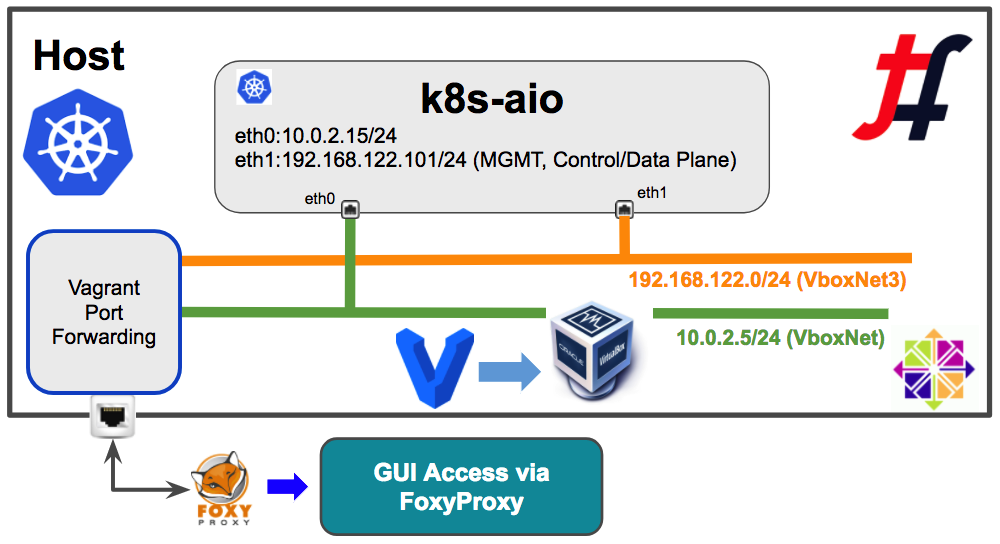 Host
k8s-aio
eth0:10.0.2.15/24
eth1:192.168.122.101/24 (MGMT, Control/Data Plane)
eth0
eth1
Vagrant
Port
Forwarding
192.168.122.0/24 (VboxNet3)
10.0.2.5/24 (VboxNet)
ORACLE
VirtualBox
FOXY
PROXY
GUI Access via
FoxyProxy